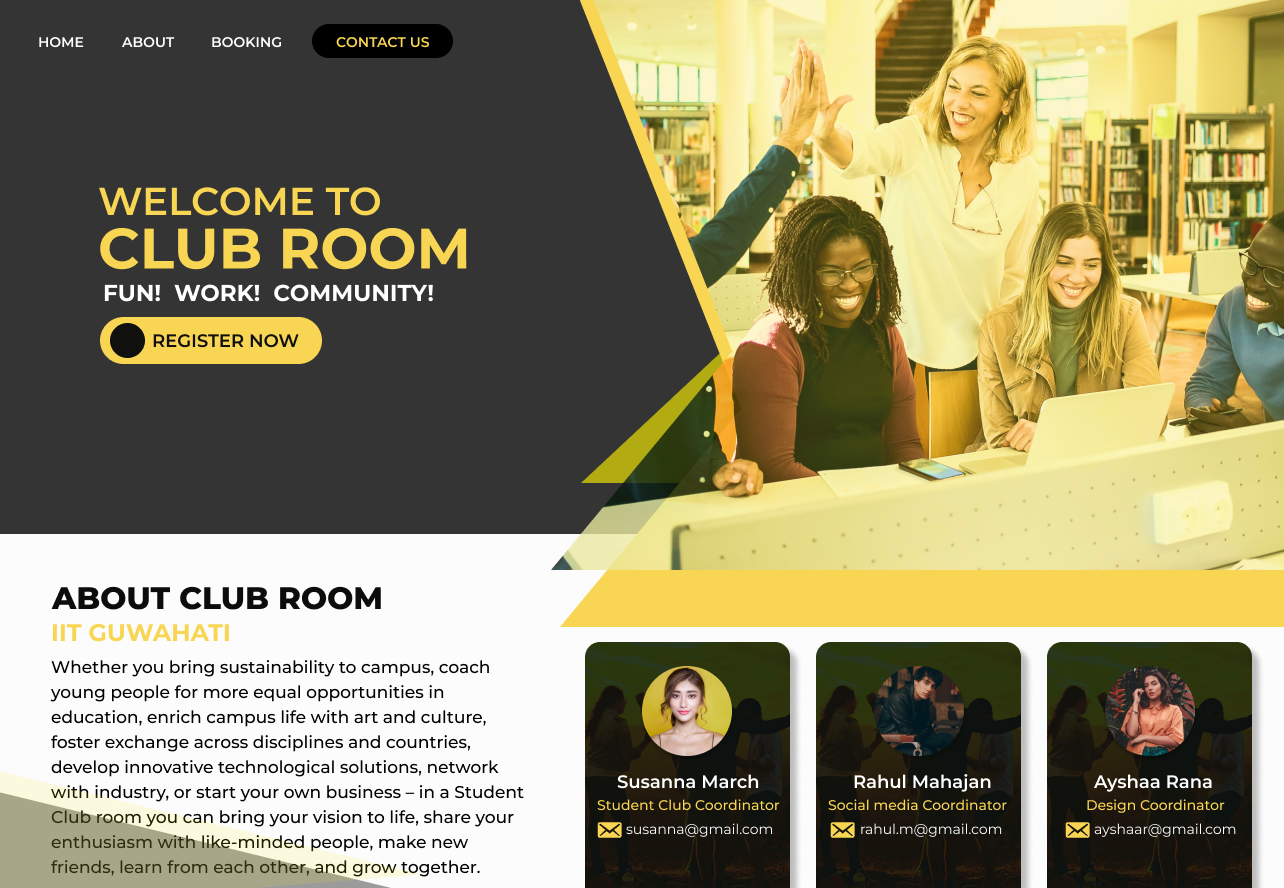 HOME ABOUT BOOKING CONTACT US
WELCOME TO
CLUB ROOM
FUN! WORK! COMMUNITY!
REGISTER NOW
ABOUT CLUB ROOM
IIT GUWAHATI
Whether you bring sustainability to campus, coach
young people for more equal opportunities in
education, enrich campus life with art and culture,
foster exchange across disciplines and countries,
develop innovative technological solutions, network
with industry, or start your own business – in a Student
Club room you can bring your vision to life, share your
enthusiasm with like-minded people, make new
friends, learn from each other, and grow together.
Susanna March
Student Club Coordinator
susanna@gmail.com
Rahul Mahajan
Social media Coordinator
rahul.m@gmail.com
Ayshaa Rana
Design Coordinator
ayshaar@gmail.com